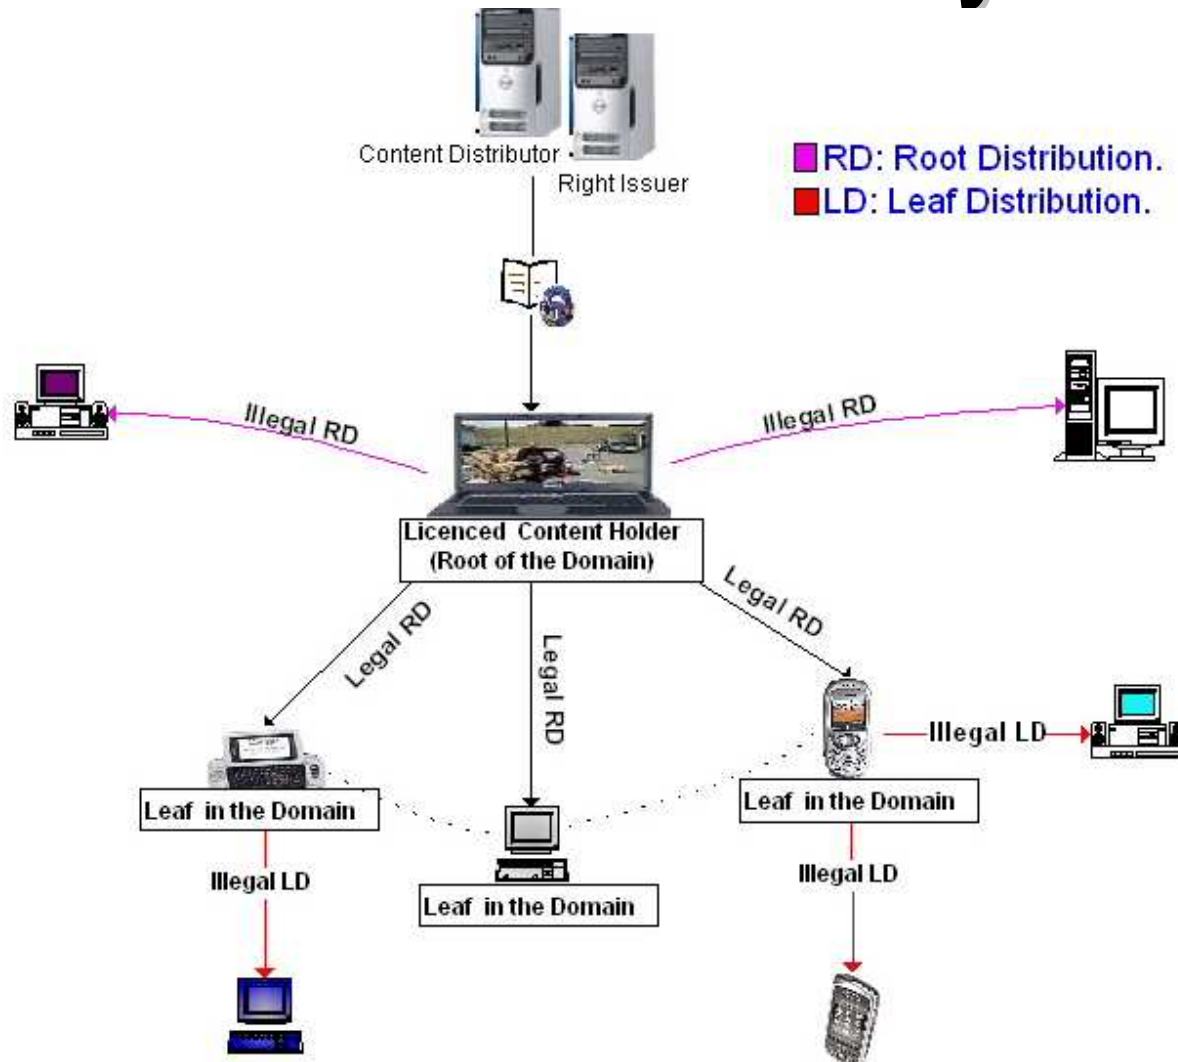 Content Distributor
Right Issuer
RD: Root Distribution.
LD: Leaf Distribution.
Illegal RD
Illegal RD
Licenced Content Holder
(Root of the Domain)
Legal RD
Legal RD
Legal RD
Illegal LD
Leaf in the Domain
Leaf in the Domain
Illegal LD
Illegal LD
Leaf in the Domain